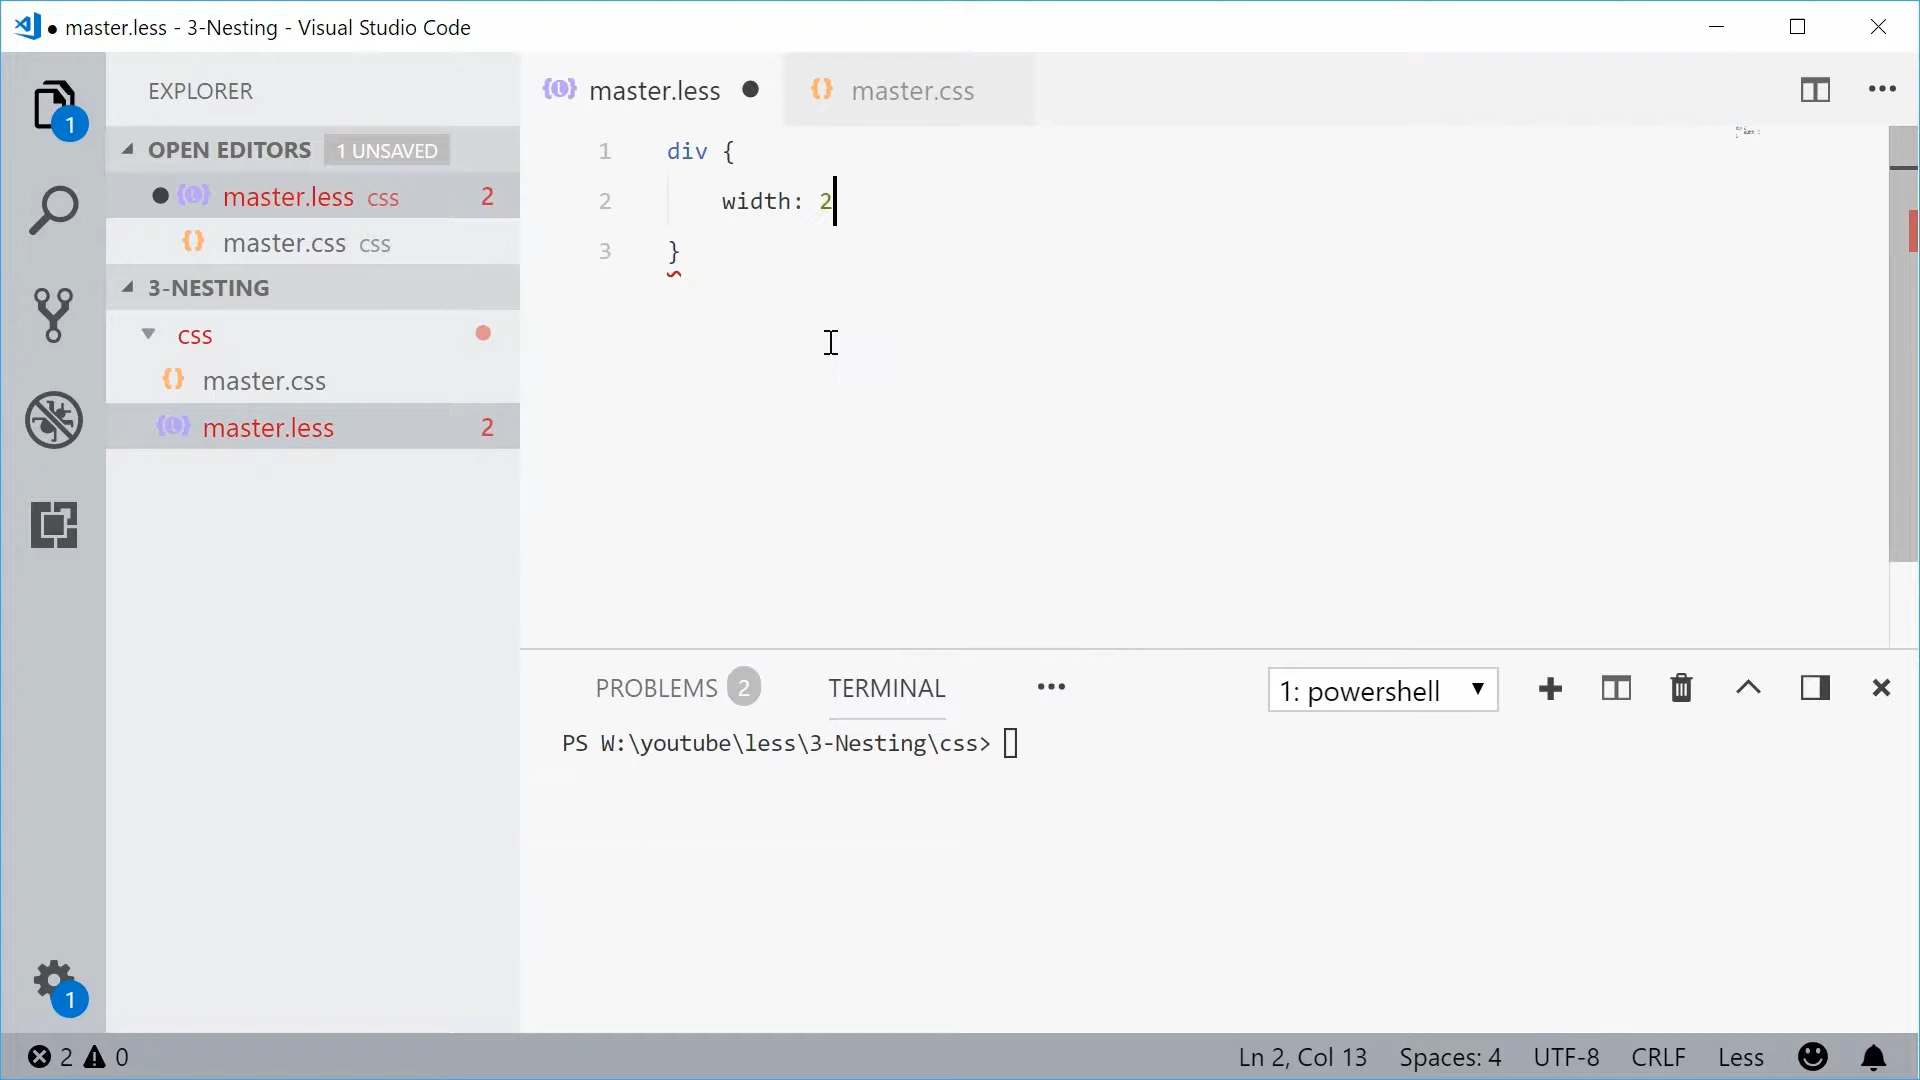 ● master.less - 3-Nesting - Visual Studio Code
1
EXPLORER
OPEN EDITORS 1 UNSAVED
● master.less css 2
master.css css
3-NESTING
css
master.css
master.less 2
1
master.less ●
master.css
1 div {
2 width: 2
3 }
PROBLEMS 2 TERMINAL
1: powershell
PS W:\youtube\less\3-Nesting\css>
2 0
Ln 2, Col 13 Spaces: 4 UTF-8 CRLF Less